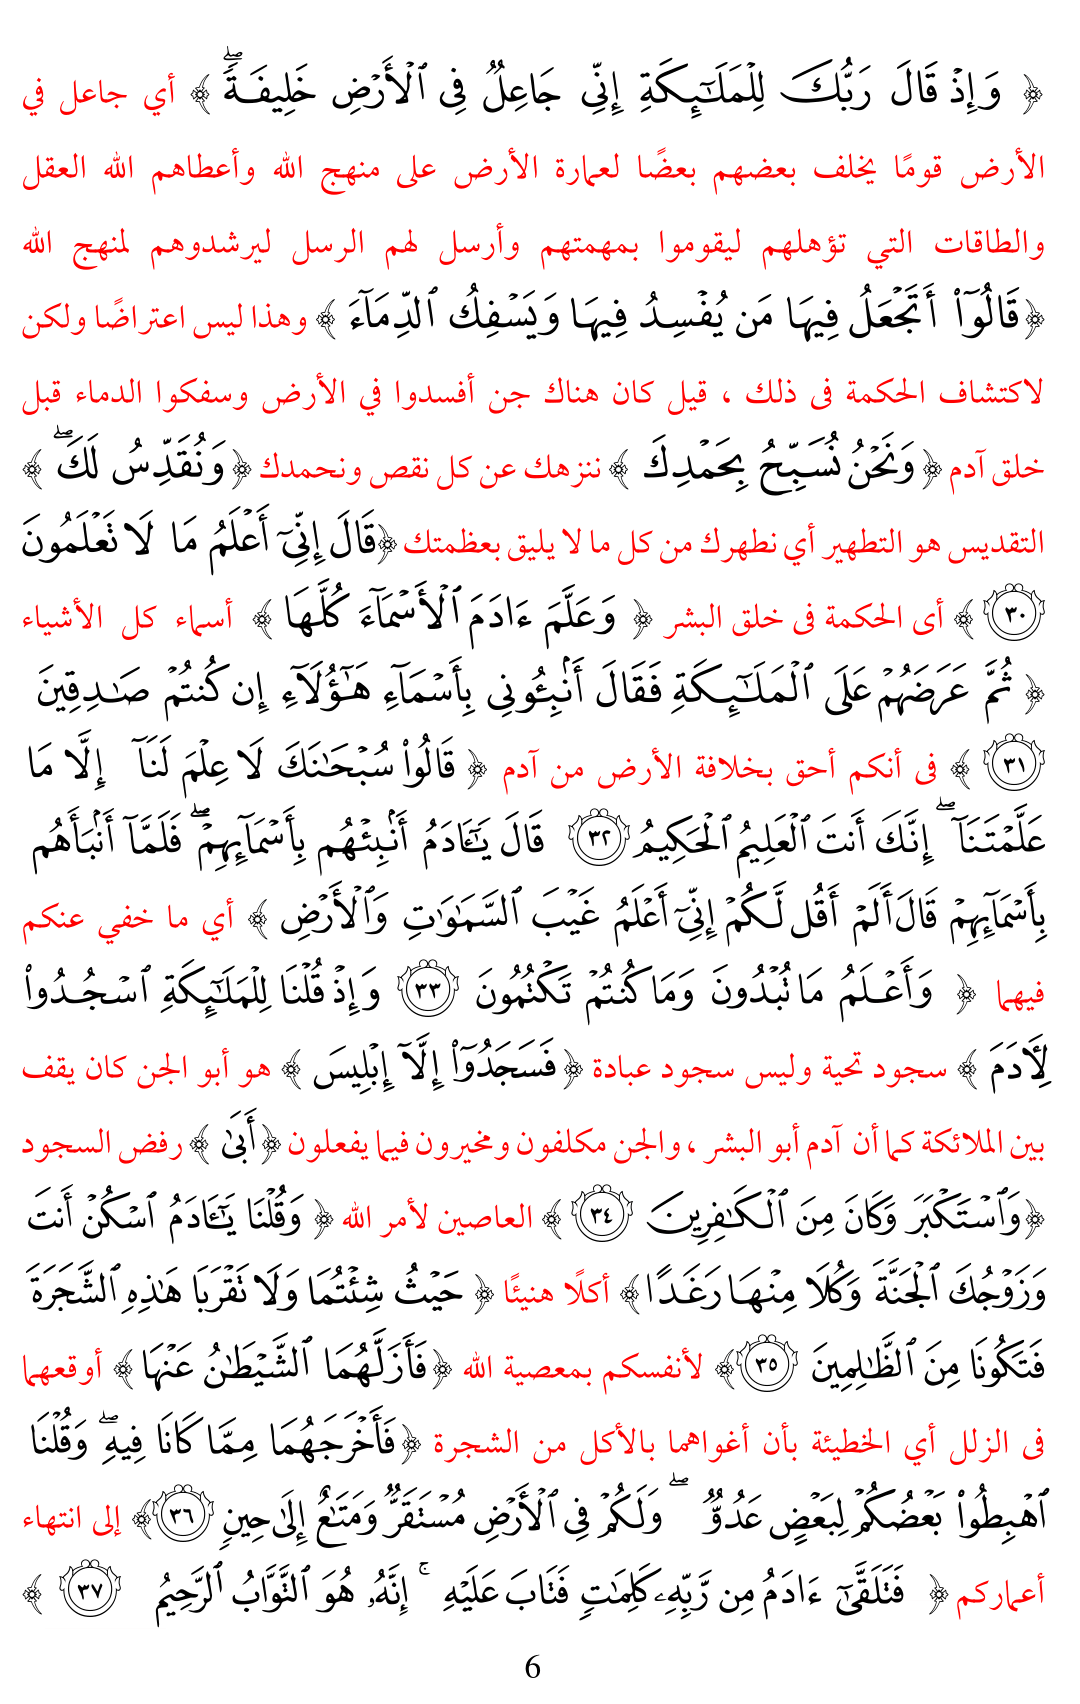 ﴿ وَإِذْ قَالَ رَبُّكَ لِلْمَلَٰٓئِكَةِ إِنِّى جَاعِلٌ فِى ٱلْأَرْضِ خَلِيفَةً ۖ ﴾ أي جاعل في
الأرض قومًا يخلف بعضهم بعضًا لعمارة الأرض على منهج الله وأعطاهم الله العقل
والطاقات التي تؤهلهم ليقوموا بمهمتهم وأرسل لهم الرسل ليرشدوهم لمنهج الله
﴿قَالُوٓا۟ أَتَجْعَلُ فِيهَا مَن يُفْسِدُ فِيهَا وَيَسْفِكُ ٱلدِّمَآءَ ﴾ وهذا ليس اعتراضًا ولكن
لاكتشاف الحكمة فى ذلك ، قيل كان هناك جن أفسدوا في الأرض وسفكوا الدماء قبل
خلق آدم ﴿وَنَحْنُ نُسَبِّحُ بِحَمْدِكَ ﴾ ننزهك عن كل نقص ونحمدك ﴿وَنُقَدِّسُ لَكَ ۖ ﴾
التقديس هو التطهير أي نطهرك من كل ما لا يليق بعظمتك ﴿قَالَ إِنِّىٓ أَعْلَمُ مَا لَا تَعْلَمُونَ
٣٠ ﴾ أى الحكمة فى خلق البشر ﴿ وَعَلَّمَ ءَادَمَ ٱلْأَسْمَآءَ كُلَّهَا ﴾ أسماء كل الأشياء
﴿ ثُمَّ عَرَضَهُمْ عَلَى ٱلْمَلَٰٓئِكَةِ فَقَالَ أَنۢبِـُٔونِى بِأَسْمَآءِ هَٰٓؤُلَآءِ إِن كُنتُمْ صَٰدِقِينَ
٣١ ﴾ فى أنكم أحق بخلافة الأرض من آدم ﴿ قَالُوا۟ سُبْحَٰنَكَ لَا عِلْمَ لَنَآ إِلَّا مَا
عَلَّمْتَنَآ ۖ إِنَّكَ أَنتَ ٱلْعَلِيمُ ٱلْحَكِيمُ ٣٢ قَالَ يَٰٓـَٔادَمُ أَنۢبِئْهُم بِأَسْمَآئِهِمْ ۖ فَلَمَّآ أَنۢبَأَهُم
بِأَسْمَآئِهِمْ قَالَ أَلَمْ أَقُل لَّكُمْ إِنِّىٓ أَعْلَمُ غَيْبَ ٱلسَّمَٰوَٰتِ وَٱلْأَرْضِ ﴾ أي ما خفي عنكم
فيهما ﴿ وَأَعْلَمُ مَا تُبْدُونَ وَمَا كُنتُمْ تَكْتُمُونَ ٣٣ وَإِذْ قُلْنَا لِلْمَلَٰٓئِكَةِ ٱسْجُدُوا۟
لِءَادَمَ ﴾ سجود تحية وليس سجود عبادة ﴿فَسَجَدُوٓا۟ إِلَّآ إِبْلِيسَ ﴾ هو أبو الجن كان يقف
بين الملائكة كما أن آدم أبو البشر ، والجن مكلفون ومخيرون فيما يفعلون ﴿أَبَىٰ ﴾ رفض السجود
﴿وَٱسْتَكْبَرَ وَكَانَ مِنَ ٱلْكَٰفِرِينَ ٣٤ ﴾ العاصين لأمر الله ﴿ وَقُلْنَا يَٰٓـَٔادَمُ ٱسْكُنْ أَنتَ
وَزَوْجُكَ ٱلْجَنَّةَ وَكُلَا مِنْهَا رَغَدًا﴾ أكلًا هنيئًا ﴿ حَيْثُ شِئْتُمَا وَلَا تَقْرَبَا هَٰذِهِ ٱلشَّجَرَةَ
فَتَكُونَا مِنَ ٱلظَّٰلِمِينَ ٣٥﴾ لأنفسكم بمعصية الله ﴿فَأَزَلَّهُمَا ٱلشَّيْطَٰنُ عَنْهَا﴾ أوقعهما
فى الزلل أي الخطيئة بأن أغواهما بالأكل من الشجرة ﴿فَأَخْرَجَهُمَا مِمَّا كَانَا فِيهِ ۖ وَقُلْنَا
ٱهْبِطُوا۟ بَعْضُكُمْ لِبَعْضٍ عَدُوٌّ ۖ وَلَكُمْ فِى ٱلْأَرْضِ مُسْتَقَرٌّ وَمَتَٰعٌ إِلَىٰ حِينٍ ٣٦﴾ إلى انتهاء
أعماركم ﴿ فَتَلَقَّىٰٓ ءَادَمُ مِن رَّبِّهِۦ كَلِمَٰتٍ فَتَابَ عَلَيْهِ ۚ إِنَّهُۥ هُوَ ٱلتَّوَّابُ ٱلرَّحِيمُ ٣٧ ﴾
6